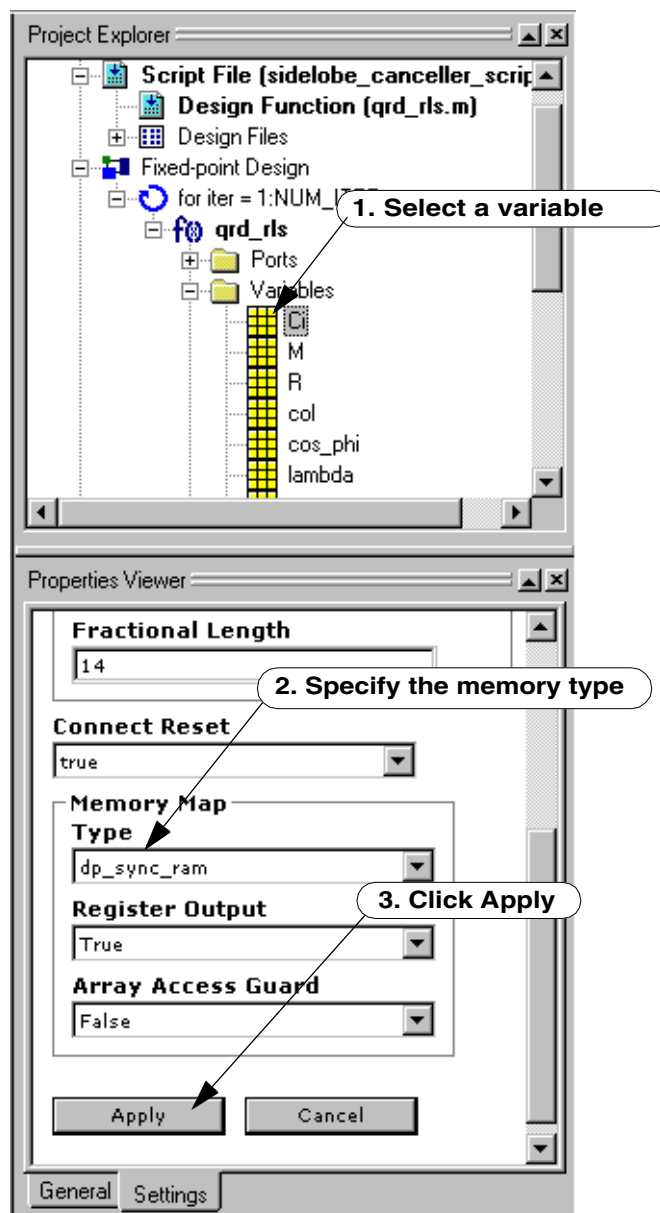 Project Explorer
Script File (sidelobe_canceller_scrip
Design Function (qrd_rls.m)
Design Files
Fixed-point Design
for iter = 1:NUM_ITER
1. Select a variable
f(x) qrd_rls
Ports
Variables
Ci
M
R
col
cos_phi
lambda
Properties Viewer
Fractional Length
14
2. Specify the memory type
Connect Reset
true
Memory Map
Type
dp_sync_ram
3. Click Apply
Register Output
True
Array Access Guard
False
Apply Cancel
General Settings